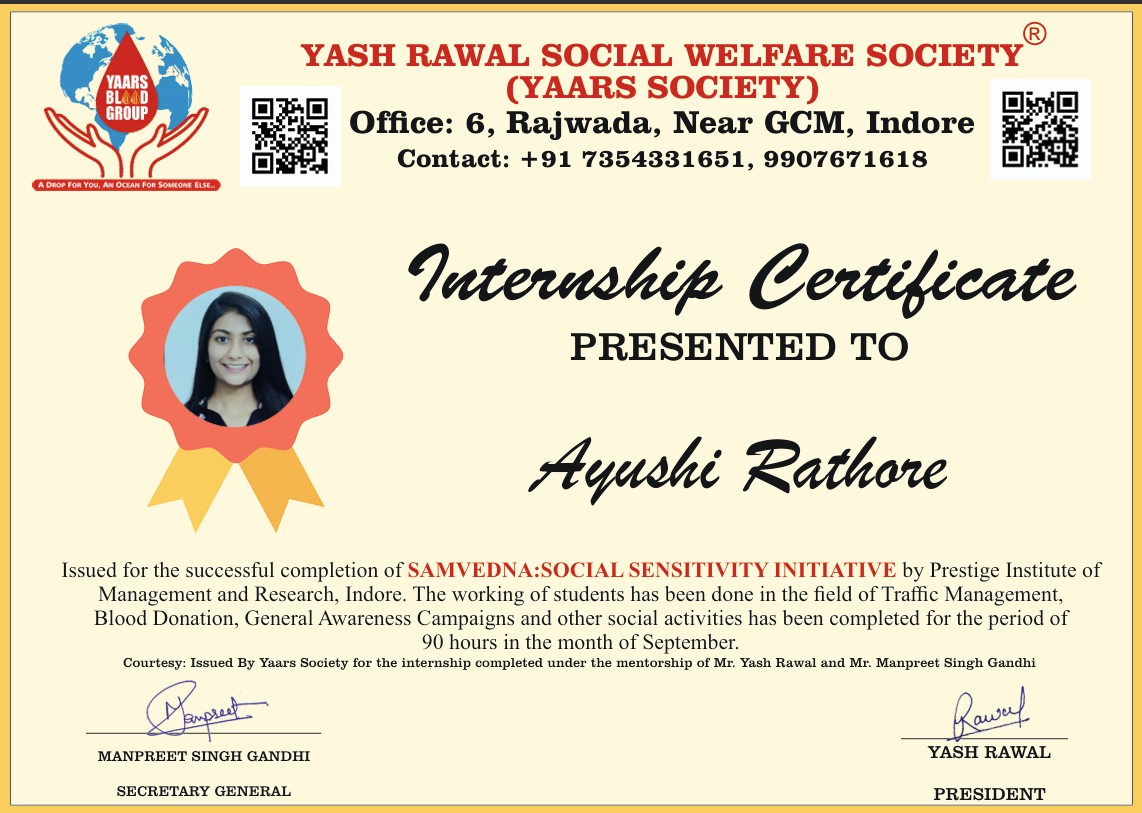 YAARS
BLOOD
GROUP
A DROP FOR YOU, AN OCEAN FOR SOMEONE ELSE..
YASH RAWAL SOCIAL WELFARE SOCIETY®
(YAARS SOCIETY)
Office: 6, Rajwada, Near GCM, Indore
Contact: +91 7354331651, 9907671618
Internship Certificate
PRESENTED TO
Ayushi Rathore
Issued for the successful completion of SAMVEDNA:SOCIAL SENSITIVITY INITIATIVE by Prestige Institute of
Management and Research, Indore. The working of students has been done in the field of Traffic Management,
Blood Donation, General Awareness Campaigns and other social activities has been completed for the period of
90 hours in the month of September.
Courtesy: Issued By Yaars Society for the internship completed under the mentorship of Mr. Yash Rawal and Mr. Manpreet Singh Gandhi
Manpreet
MANPREET SINGH GANDHI
SECRETARY GENERAL
Rawal
YASH RAWAL
PRESIDENT